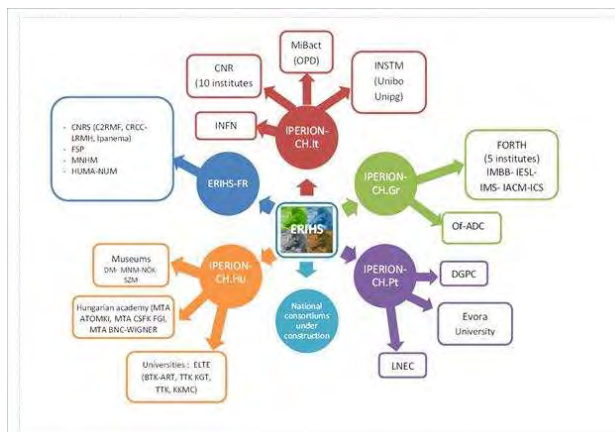 MiBact
(OPD)
CNR
(10 institutes)
INSTM
(Unibo
Unipg)
INFN
IPERION-
CH.It
- CNRS (C2RMF, CRCC-
LRMH, Ipanema)
- FSP
- MNHM
- HUMA-NUM
ERIHS-FR
IPERION-
CH.Gr
FORTH
(5 institutes)
IMBB- IESL-
IMS- IACM-ICS
Of-ADC
ERIHS
Museums
DM- MNM-NÖK-
SZM
IPERION-
CH.Hu
IPERION-
CH.Pt
DGPC
Hungarian academy (MTA
ATOMKI, MTA CSFK FGI,
MTA BNC-WIGNER
National
consortiums
under
construction
Evora
University
Universities : ELTE
(BTK-ART, TTK KGT,
TTK, KKMC)
LNEC